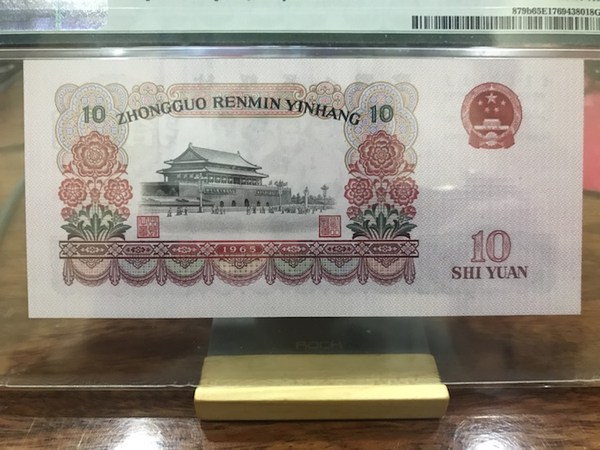 879b65E1769438018G
10 ZHONGGUO RENMIN YINHANG 10
1965
10
SHI YUAN